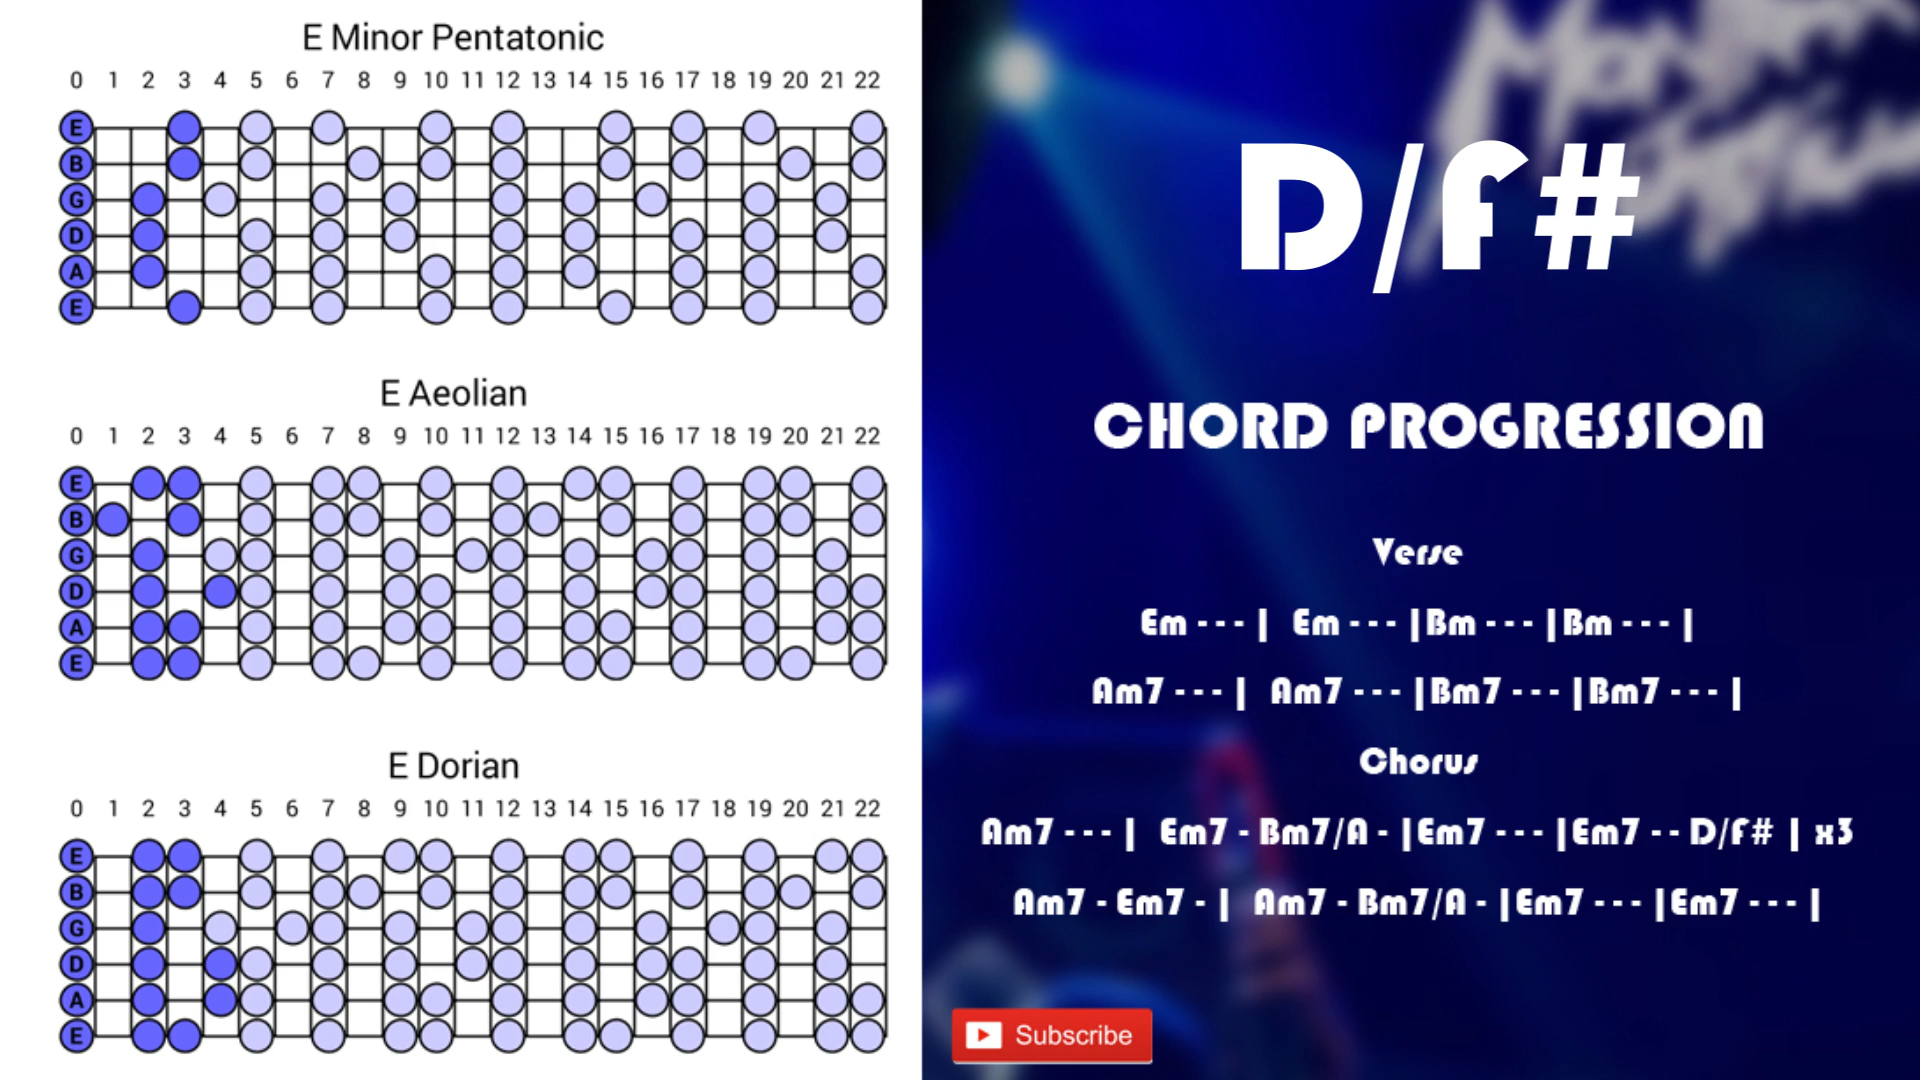 E Minor Pentatonic
0 1 2 3 4 5 6 7 8 9 10 11 12 13 14 15 16 17 18 19 20 21 22
E
B
G
D
A
E
E Aeolian
0 1 2 3 4 5 6 7 8 9 10 11 12 13 14 15 16 17 18 19 20 21 22
E
B
G
D
A
E
E Dorian
0 1 2 3 4 5 6 7 8 9 10 11 12 13 14 15 16 17 18 19 20 21 22
E
B
G
D
A
E
D/F#
CHORD PROGRESSION
Verse
Em - - - | Em - - - |Bm - - - |Bm - - - |
Am7 - - - | Am7 - - - |Bm7 - - - |Bm7 - - - |
Chorus
Am7 - - - | Em7 - Bm7/A - |Em7 - - - |Em7 - - D/F# | x3
Am7 - Em7 - | Am7 - Bm7/A - |Em7 - - - |Em7 - - - |
Subscribe